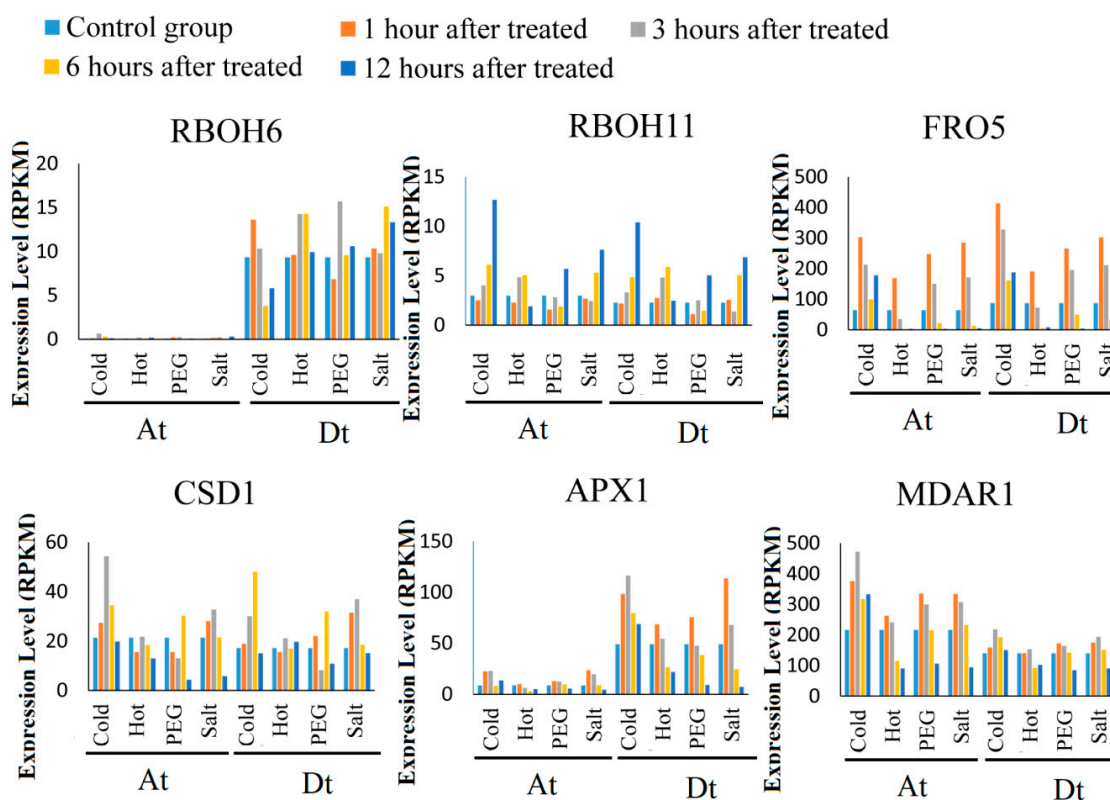 Control group 1 hour after treated 3 hours after treated
6 hours after treated 12 hours after treated
RBOH6 RBOH11 FRO5
Expression Level (RPKM)
20
15
10
5
0
Cold Hot PEG Salt Cold Hot PEG Salt
At Dt
Expression Level (RPKM)
15
10
5
0
Cold Hot PEG Salt Cold Hot PEG Salt
At Dt
Expression Level (RPKM)
500
400
300
200
100
0
Cold Hot PEG Salt Cold Hot PEG Salt
At Dt
CSD1 APX1 MDAR1
Expression Level (RPKM)
60
40
20
0
Cold Hot PEG Salt Cold Hot PEG Salt
At Dt
Expression Level (RPKM)
150
100
50
0
Cold Hot PEG Salt Cold Hot PEG Salt
At Dt
Expression Level (RPKM)
500
400
300
200
100
0
Cold Hot PEG Salt Cold Hot PEG Salt
At Dt